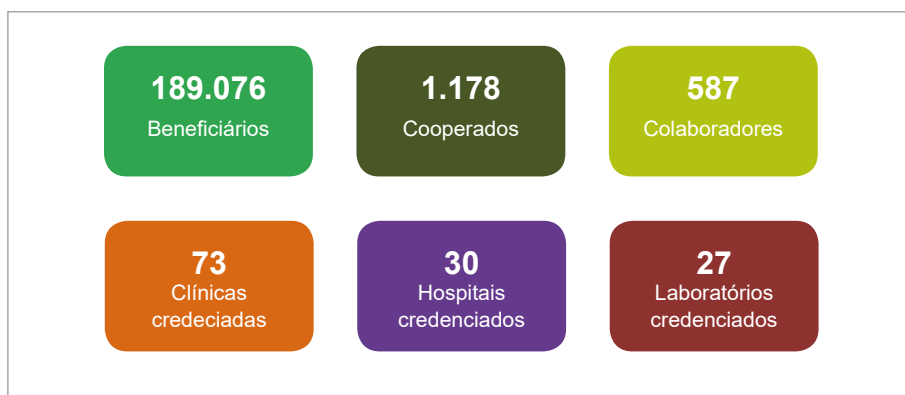 189.076
Beneficiários
1.178
Cooperados
587
Colaboradores
73
Clínicas
credeciadas
30
Hospitais
credenciados
27
Laboratórios
credenciados